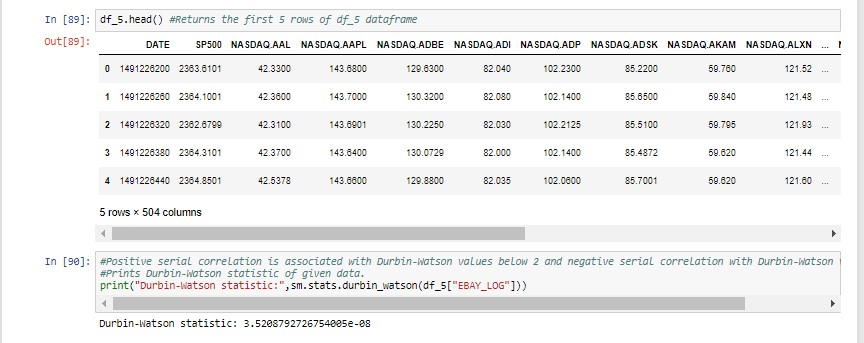 In [89]: df_5.head() #Returns the first 5 rows of df_5 dataframe
Out[89]:
DATE SP500 NASDAQ.AAL NASDAQ.AAPL NASDAQ.ADBE NASDAQ.ADI NASDAQ.ADP NASDAQ.ADSK NASDAQ.AKAM NASDAQ.ALXN ...
0 1491226200 2363.6101 42.3300 143.6800 129.6300 82.040 102.2300 85.2200 59.760 121.52 ...
1 1491226260 2364.1001 42.3600 143.7000 130.3200 82.080 102.1400 85.6500 59.840 121.48 ...
2 1491226320 2362.6799 42.3100 143.6901 130.2250 82.030 102.2125 85.5100 59.795 121.93 ...
3 1491226380 2364.3101 42.3700 143.6400 130.0729 82.000 102.1400 85.4872 59.620 121.44 ...
4 1491226440 2364.8501 42.5378 143.6600 129.8800 82.035 102.0600 85.7001 59.620 121.60 ...
5 rows × 504 columns
In [90]: #Positive serial correlation is associated with Durbin-Watson values below 2 and negative serial correlation with Durbin-Watson
#Prints Durbin-Watson statistic of given data.
print("Durbin-Watson statistic:",sm.stats.durbin_watson(df_5["EBAY_LOG"]))
Durbin-Watson statistic: 3.5208792726754005e-08